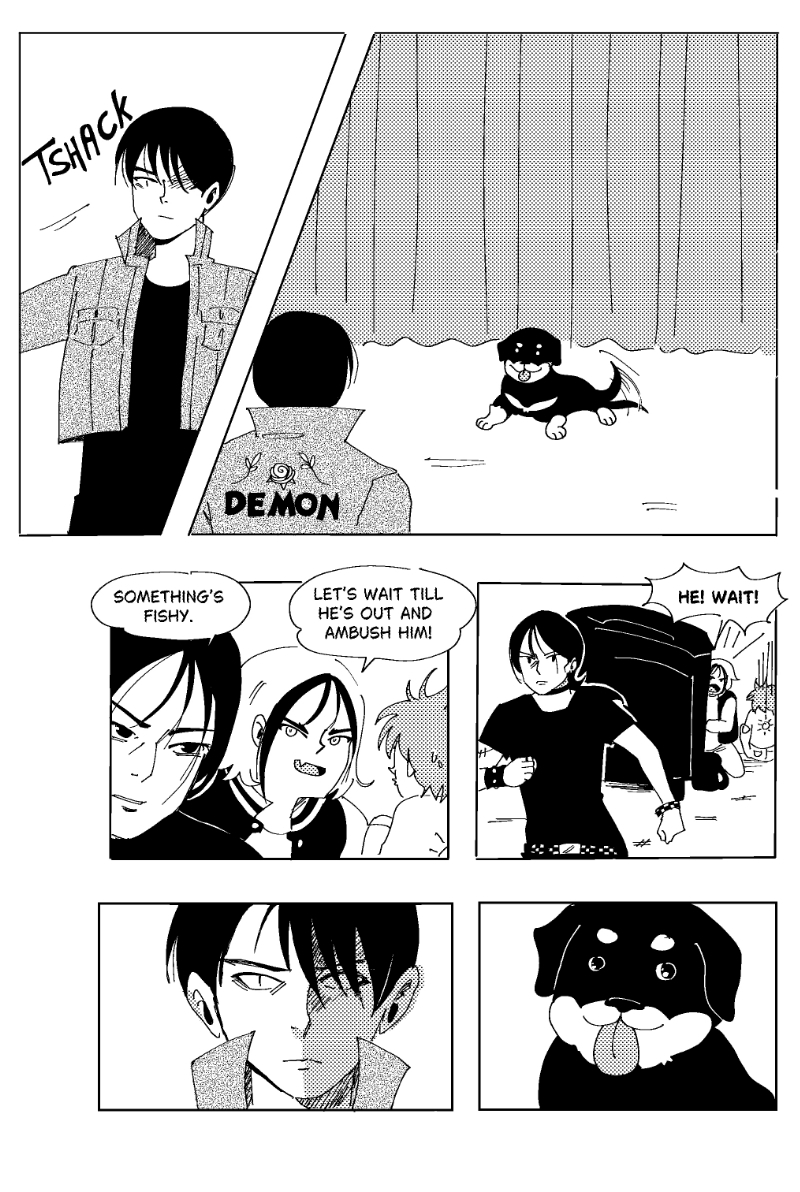 TSHACK
DEMON
SOMETHING'S
FISHY.
LET'S WAIT TILL
HE'S OUT AND
AMBUSH HIM!
HE! WAIT!